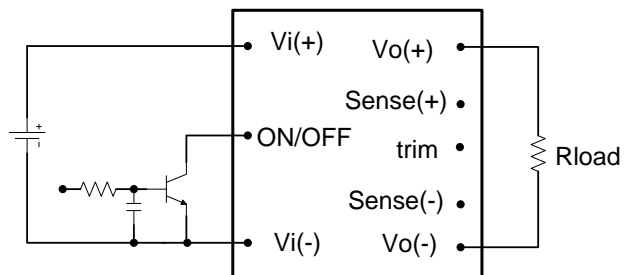 Vi(+)
Vo(+)
Sense(+)
ON/OFF
trim
Rload
Sense(-)
Vi(-)
Vo(-)
+
-